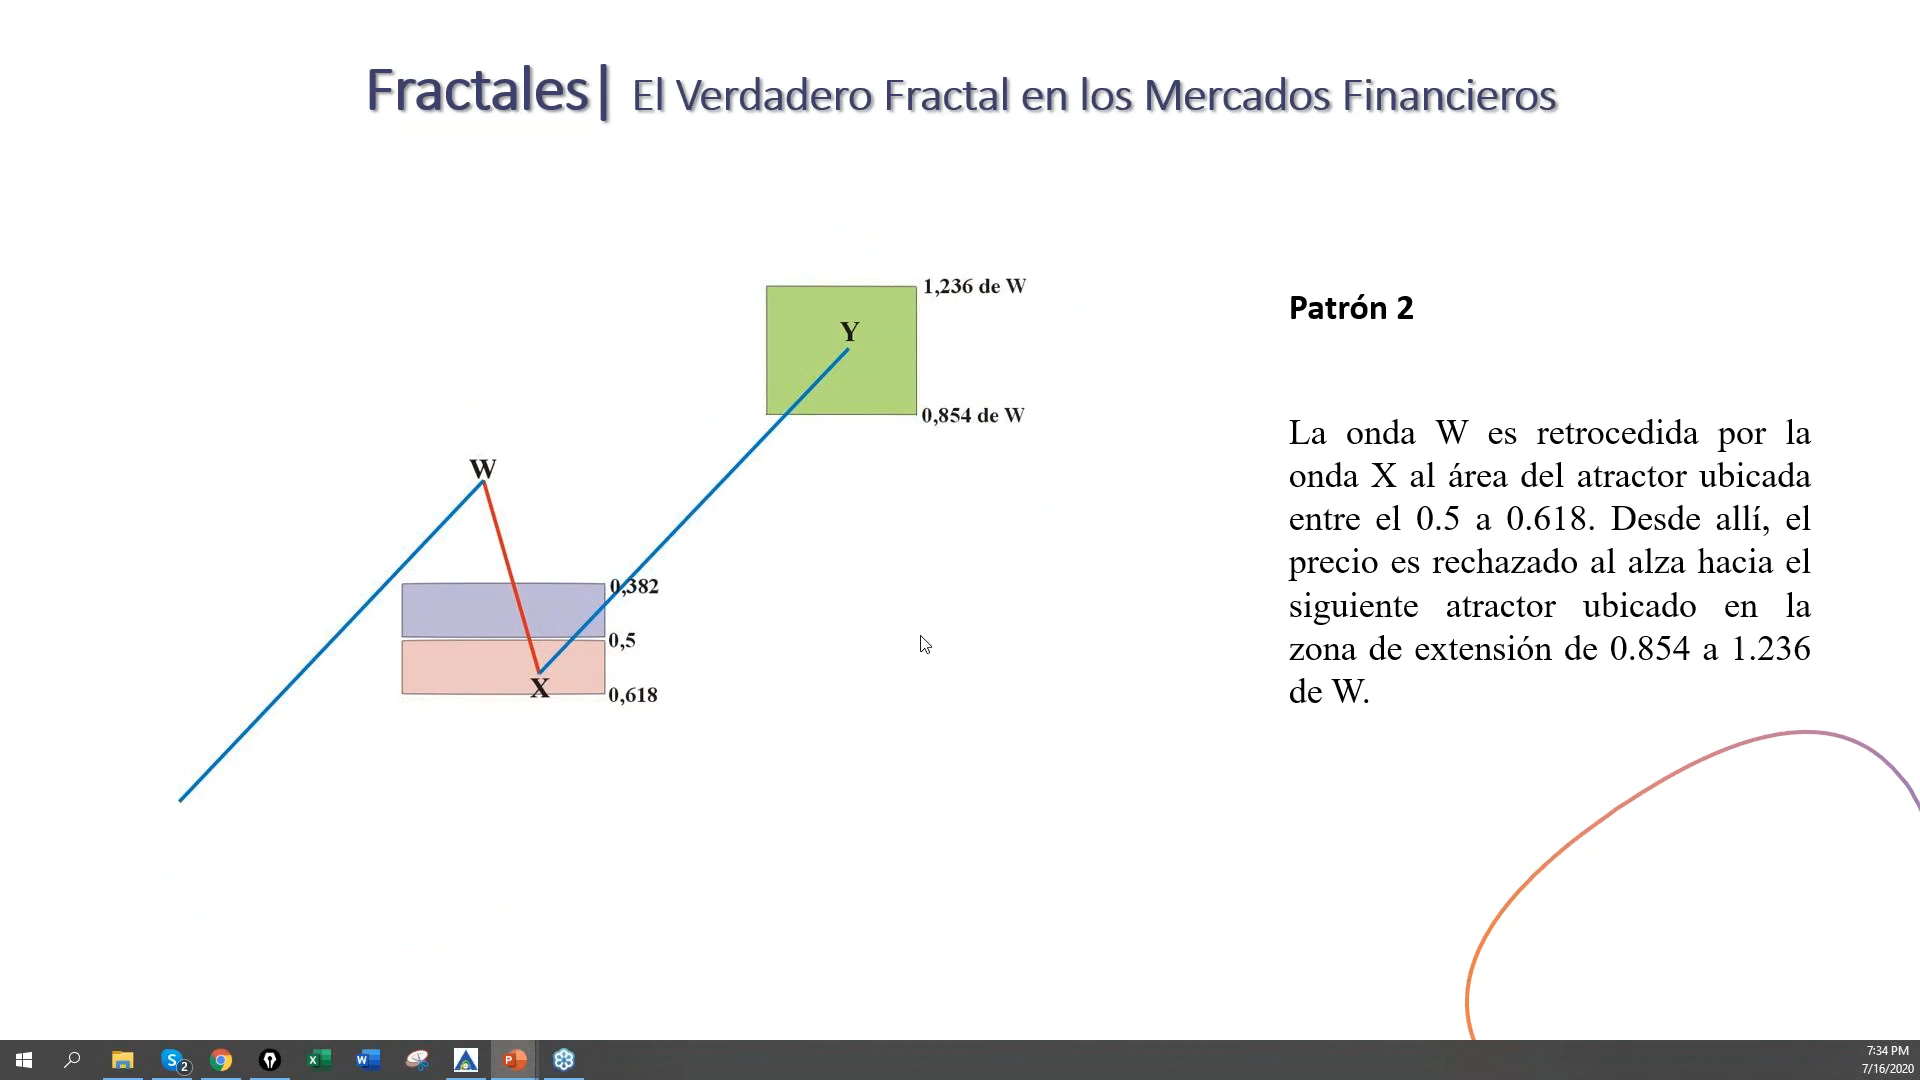 Fractales| El Verdadero Fractal en los Mercados Financieros
1,236 de W
Y
0,854 de W
W
0,382
0,5
X
0,618
Patrón 2
La onda W es retrocedida por la
onda X al área del atractor ubicada
entre el 0.5 a 0.618. Desde allí, el
precio es rechazado al alza hacia el
siguiente atractor ubicado en la
zona de extensión de 0.854 a 1.236
de W.
7:34 PM
7/16/2020